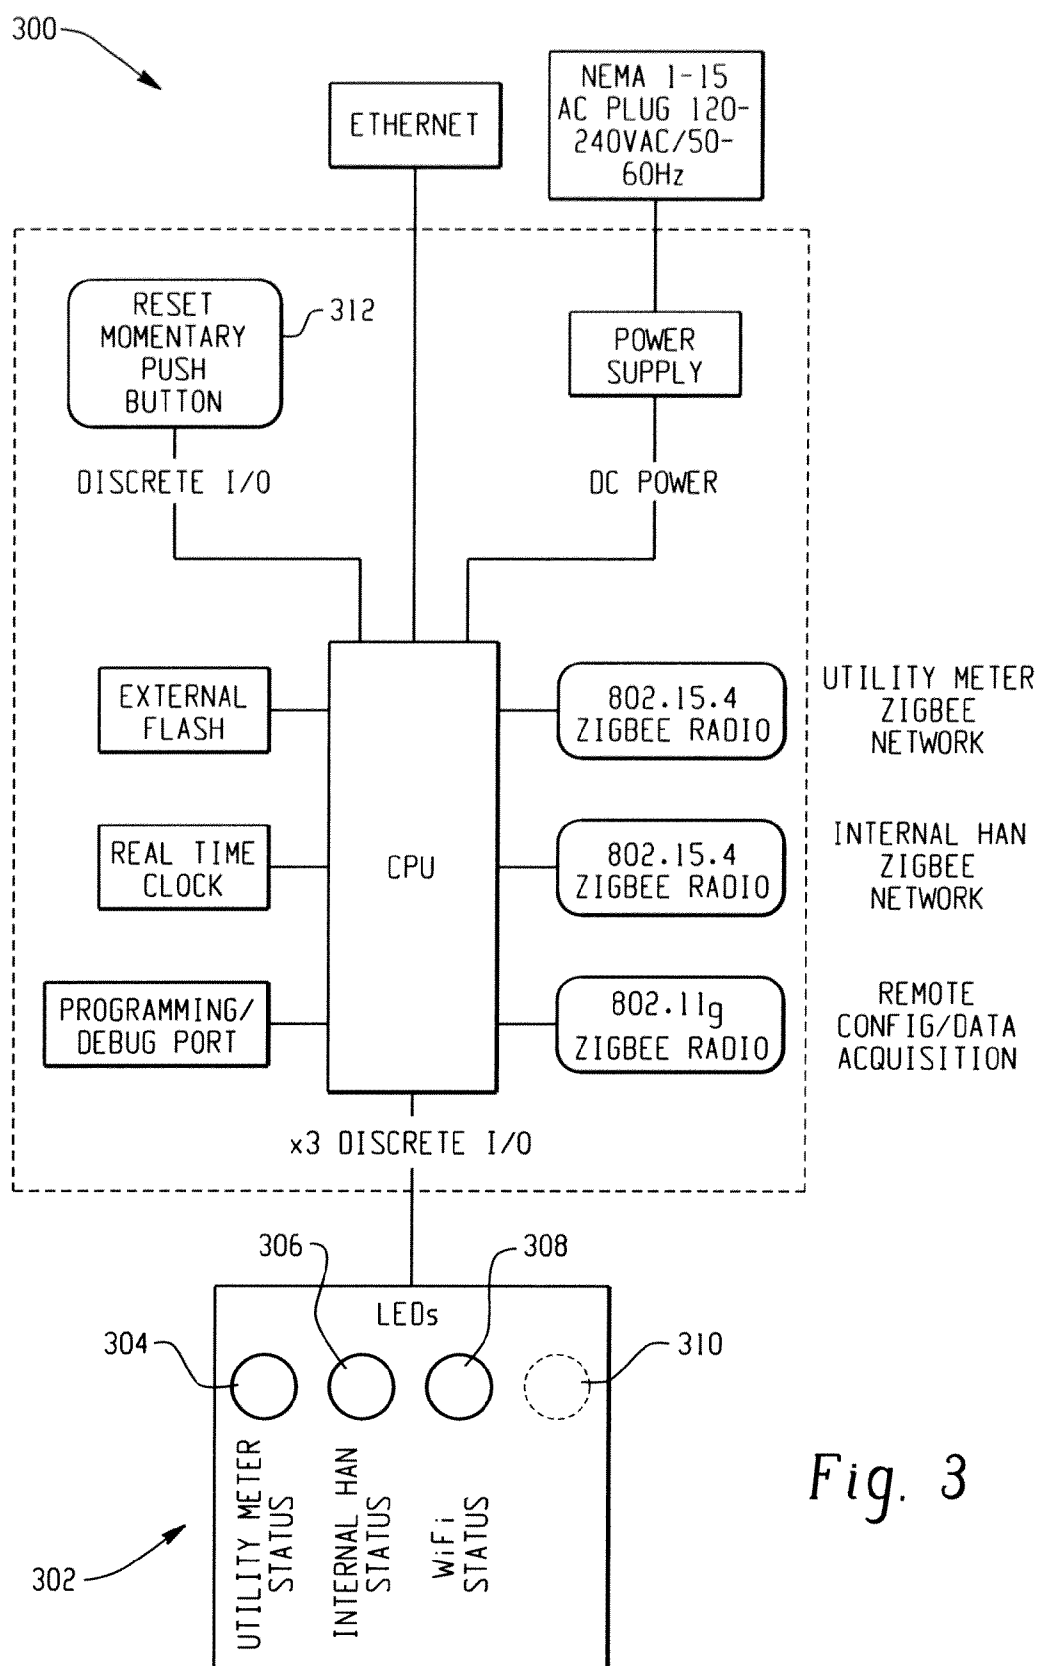 300
ETHERNET
NEMA 1-15
AC PLUG 120-
240VAC/50-
60Hz
RESET
MOMENTARY
PUSH
BUTTON
312
POWER
SUPPLY
DISCRETE I/O
DC POWER
EXTERNAL
FLASH
802.15.4
ZIGBEE RADIO
UTILITY METER
ZIGBEE
NETWORK
REAL TIME
CLOCK
CPU
802.15.4
ZIGBEE RADIO
INTERNAL HAN
ZIGBEE
NETWORK
PROGRAMMING/
DEBUG PORT
802.11g
ZIGBEE RADIO
REMOTE
CONFIG/DATA
ACQUISITION
x3 DISCRETE I/O
306
308
LEDs
304
310
UTILITY METER
STATUS
INTERNAL HAN
STATUS
WiFi
STATUS
302
Fig. 3